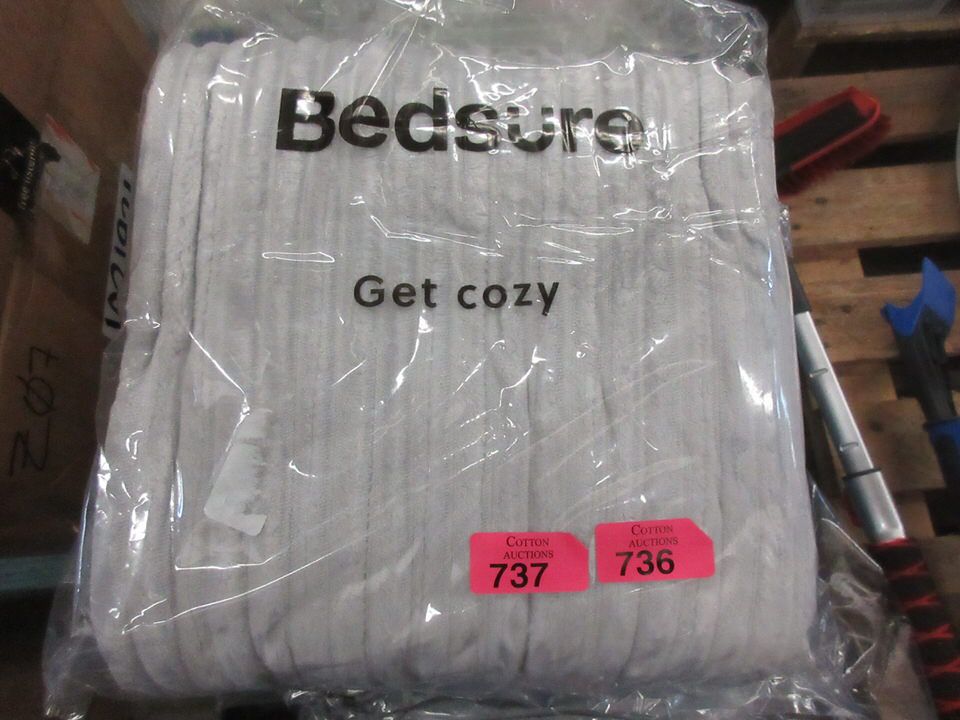 Bedsure
Get cozy
COTTON
AUCTIONS
737
COTTON
AUCTIONS
736